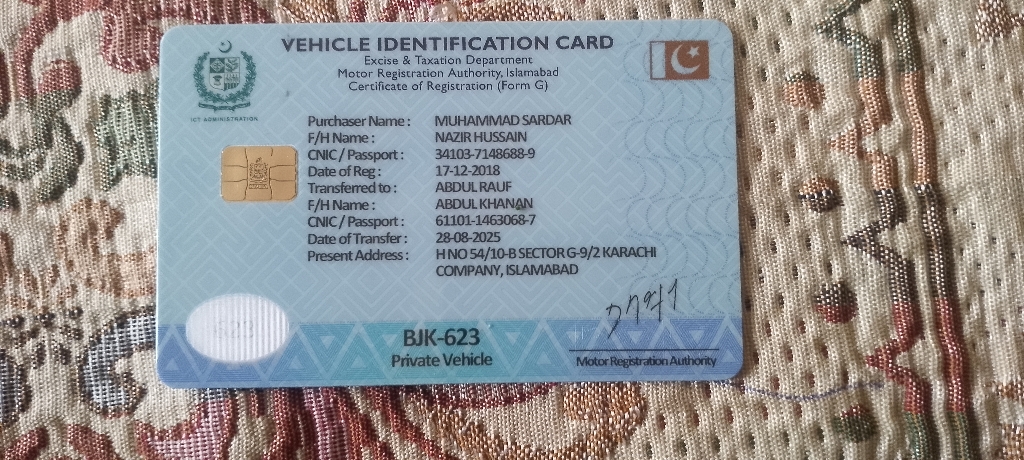 VEHICLE IDENTIFICATION CARD
Excise & Taxation Department
Motor Registration Authority, Islamabad
Certificate of Registration (Form G)
ICT ADMINISTRATION
Purchaser Name : MUHAMMAD SARDAR
F/H Name : NAZIR HUSSAIN
CNIC / Passport : 34103-7148688-9
Date of Reg : 17-12-2018
Transferred to : ABDUL RAUF
F/H Name : ABDUL KHANAN
CNIC / Passport : 61101-1463068-7
Date of Transfer : 28-08-2025
Present Address : H NO 54/10-B SECTOR G-9/2 KARACHI
COMPANY, ISLAMABAD
623
BJK-623
Private Vehicle
Motor Registration Authority